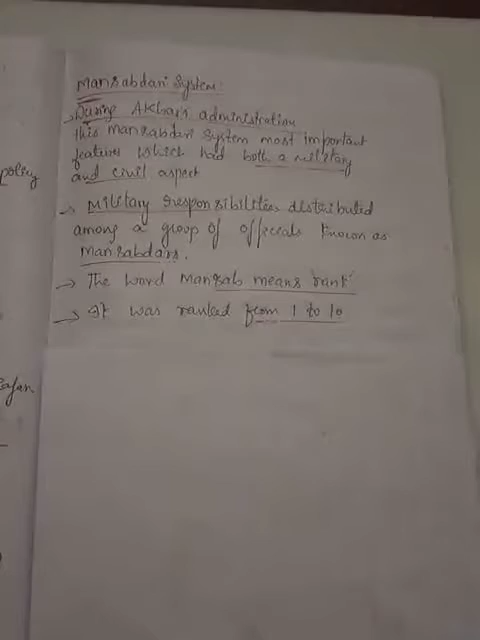 Mansabdari System:
→ During Akbar's administration
this mansabdari System most important
features which had both a military
and civil aspect
policy
→ Military responsibilities distributed
among a group of officials known as
mansabdars.
→ The word Mansab means 'rank'
→ It was ranked from 1 to 10